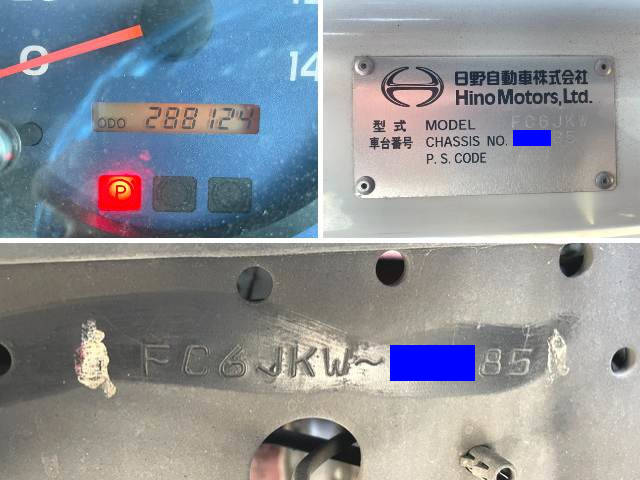 0
14
ODO 288124
P
日野自動車株式会社
Hino Motors, Ltd.
型式 MODEL FC6JKW
車台番号 CHASSIS NO. 85
P.S. CODE
FC6JKW~ 85